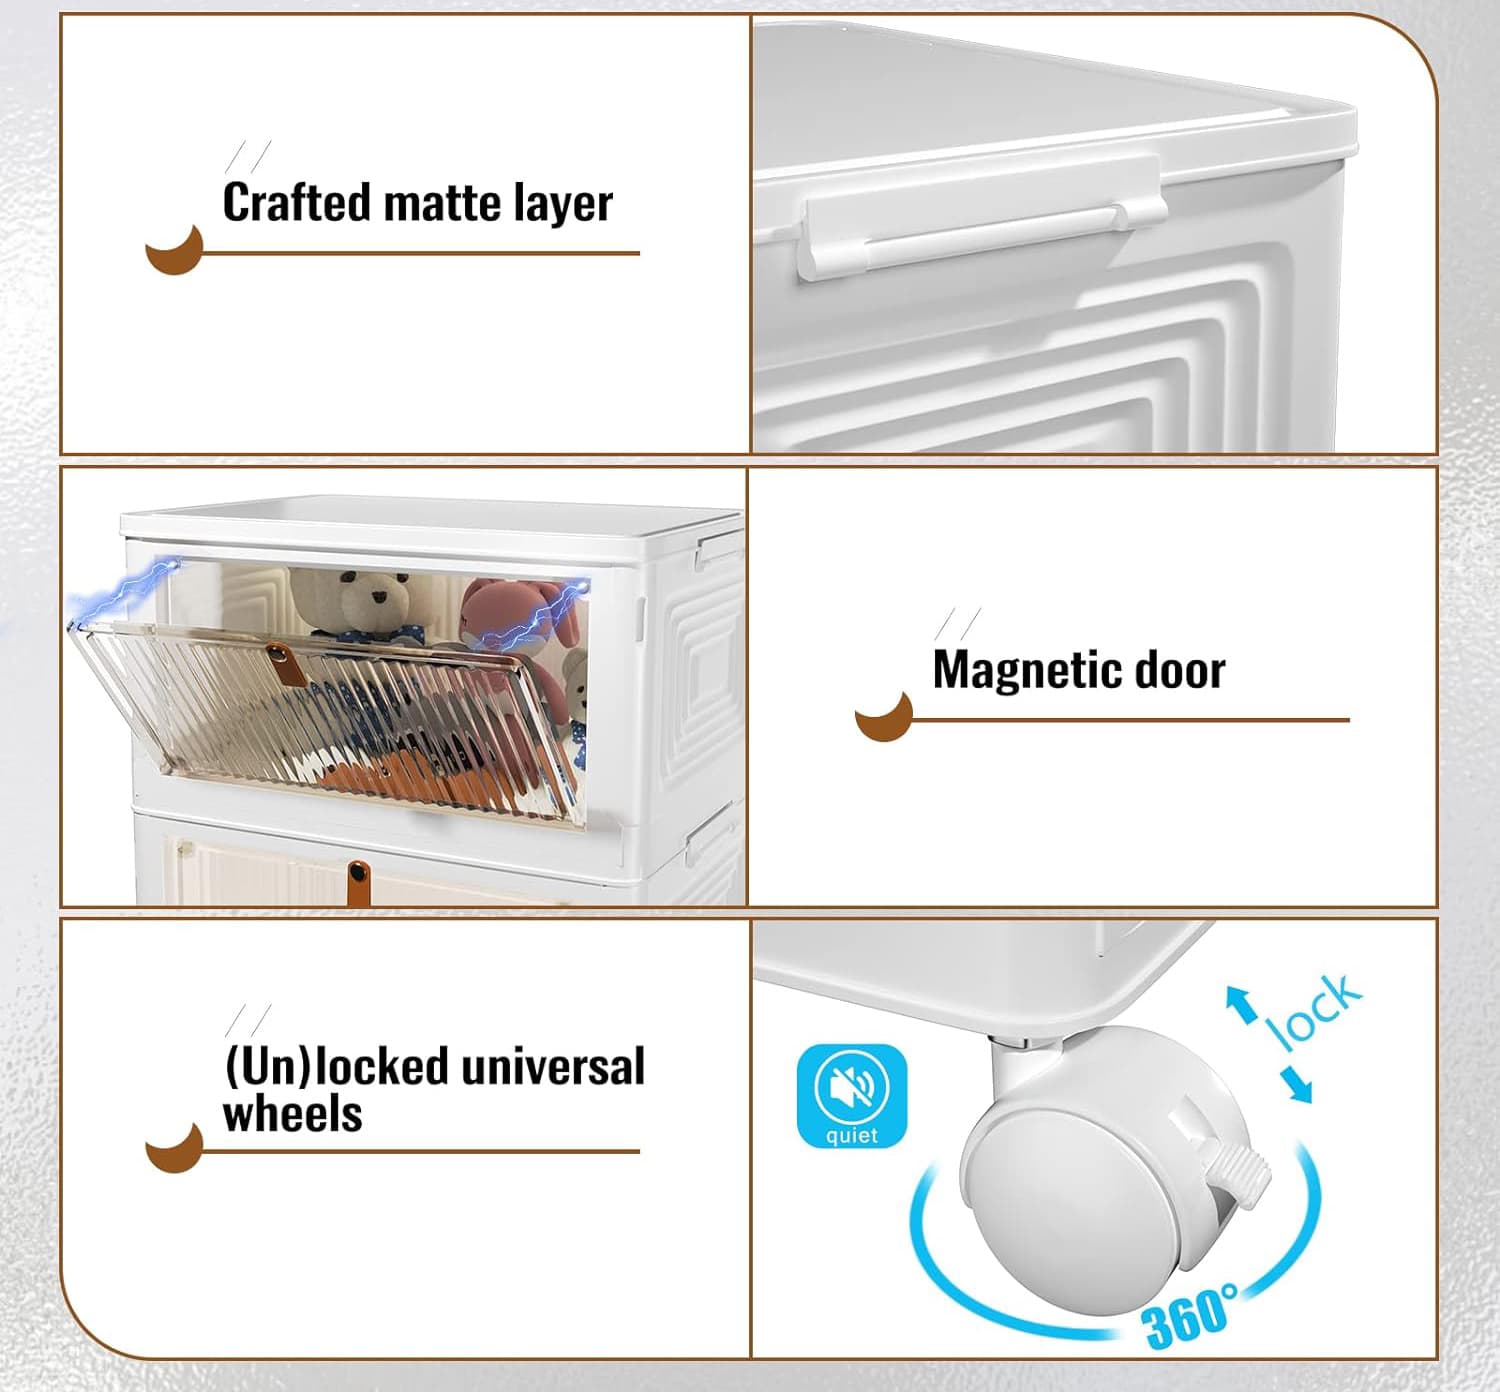 Crafted matte layer
Magnetic door
(Un)locked universal
wheels
lock
quiet
360°